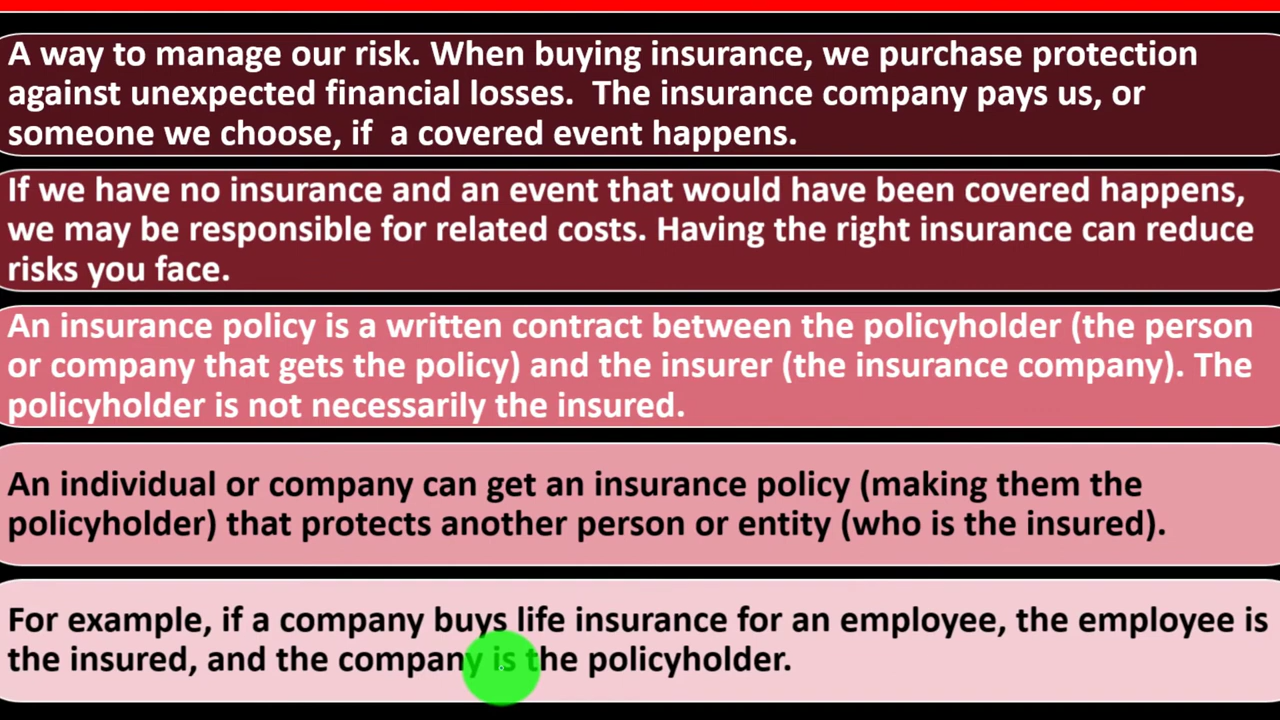 A way to manage our risk. When buying insurance, we purchase protection
against unexpected financial losses.  The insurance company pays us, or
someone we choose, if  a covered event happens.
If we have no insurance and an event that would have been covered happens,
we may be responsible for related costs. Having the right insurance can reduce
risks you face.
An insurance policy is a written contract between the policyholder (the person
or company that gets the policy) and the insurer (the insurance company). The
policyholder is not necessarily the insured.
An individual or company can get an insurance policy (making them the
policyholder) that protects another person or entity (who is the insured).
For example, if a company buys life insurance for an employee, the employee is
the insured, and the company is the policyholder.